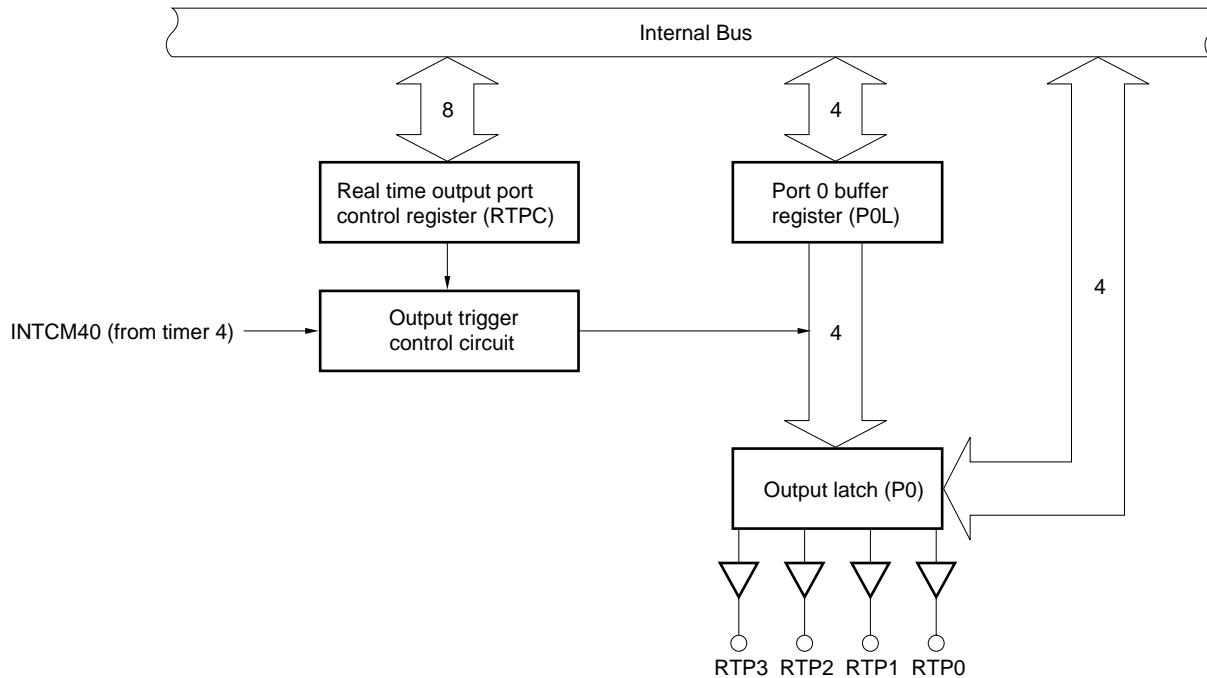 Internal Bus
8
4
Real time output port
control register (RTPC)
Port 0 buffer
register (P0L)
4
INTCM40 (from timer 4)
Output trigger
control circuit
4
Output latch (P0)
RTP3 RTP2 RTP1 RTP0